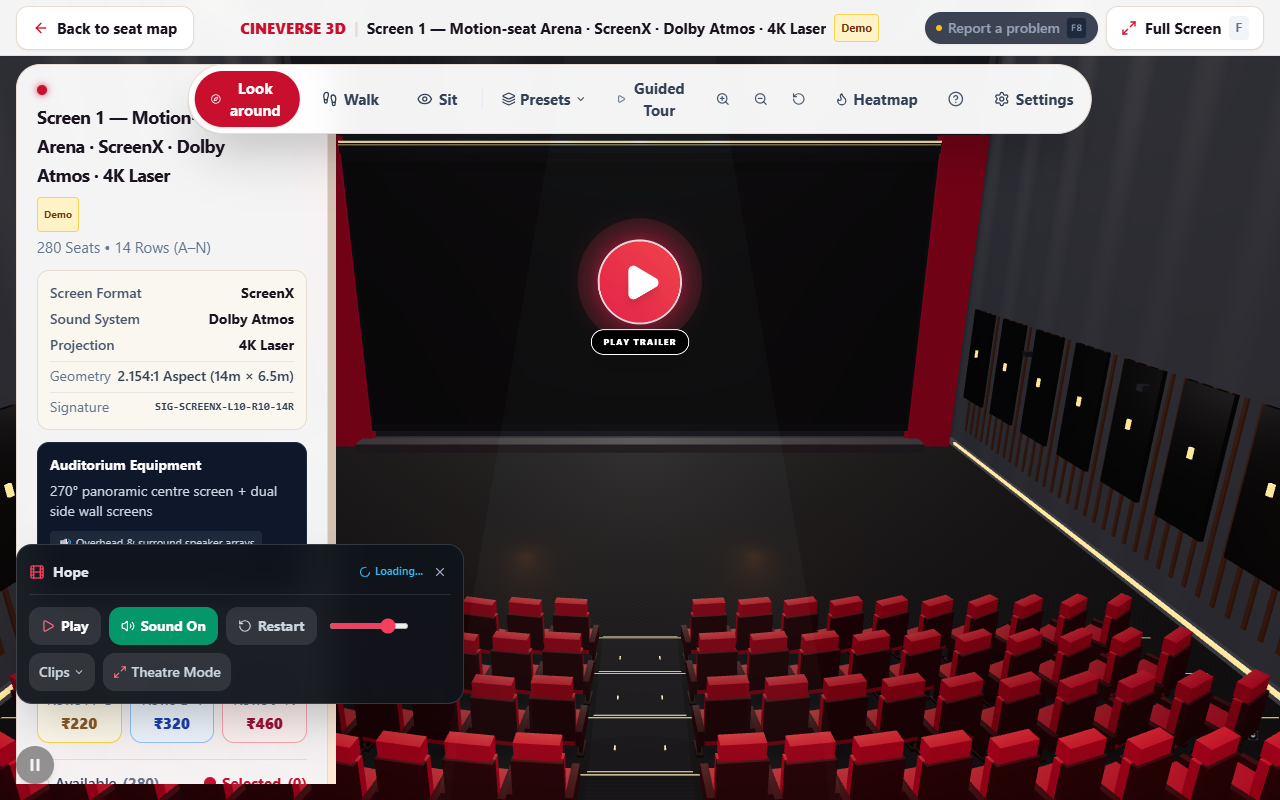 Back to seat map
CINEVERSE 3D
Screen 1 — Motion-seat Arena · ScreenX · Dolby Atmos · 4K Laser
Demo
Report a problem F8
Full Screen F
Look around
Walk
Sit
Presets
Guided Tour
Heatmap
Settings
Screen 1 — Motion-
Arena · ScreenX · Dolby
Atmos · 4K Laser
Demo
280 Seats • 14 Rows (A–N)
Screen Format ScreenX
Sound System Dolby Atmos
Projection 4K Laser
Geometry 2.154:1 Aspect (14m × 6.5m)
Signature SIG-SCREENX-L10-R10-14R
Auditorium Equipment
270° panoramic centre screen + dual
side wall screens
Overhead & surround speaker arrays
PLAY TRAILER
Hope
Loading...
Play
Sound On
Restart
Clips
Theatre Mode
₹220
₹320
₹460
Available (280)
Selected (0)